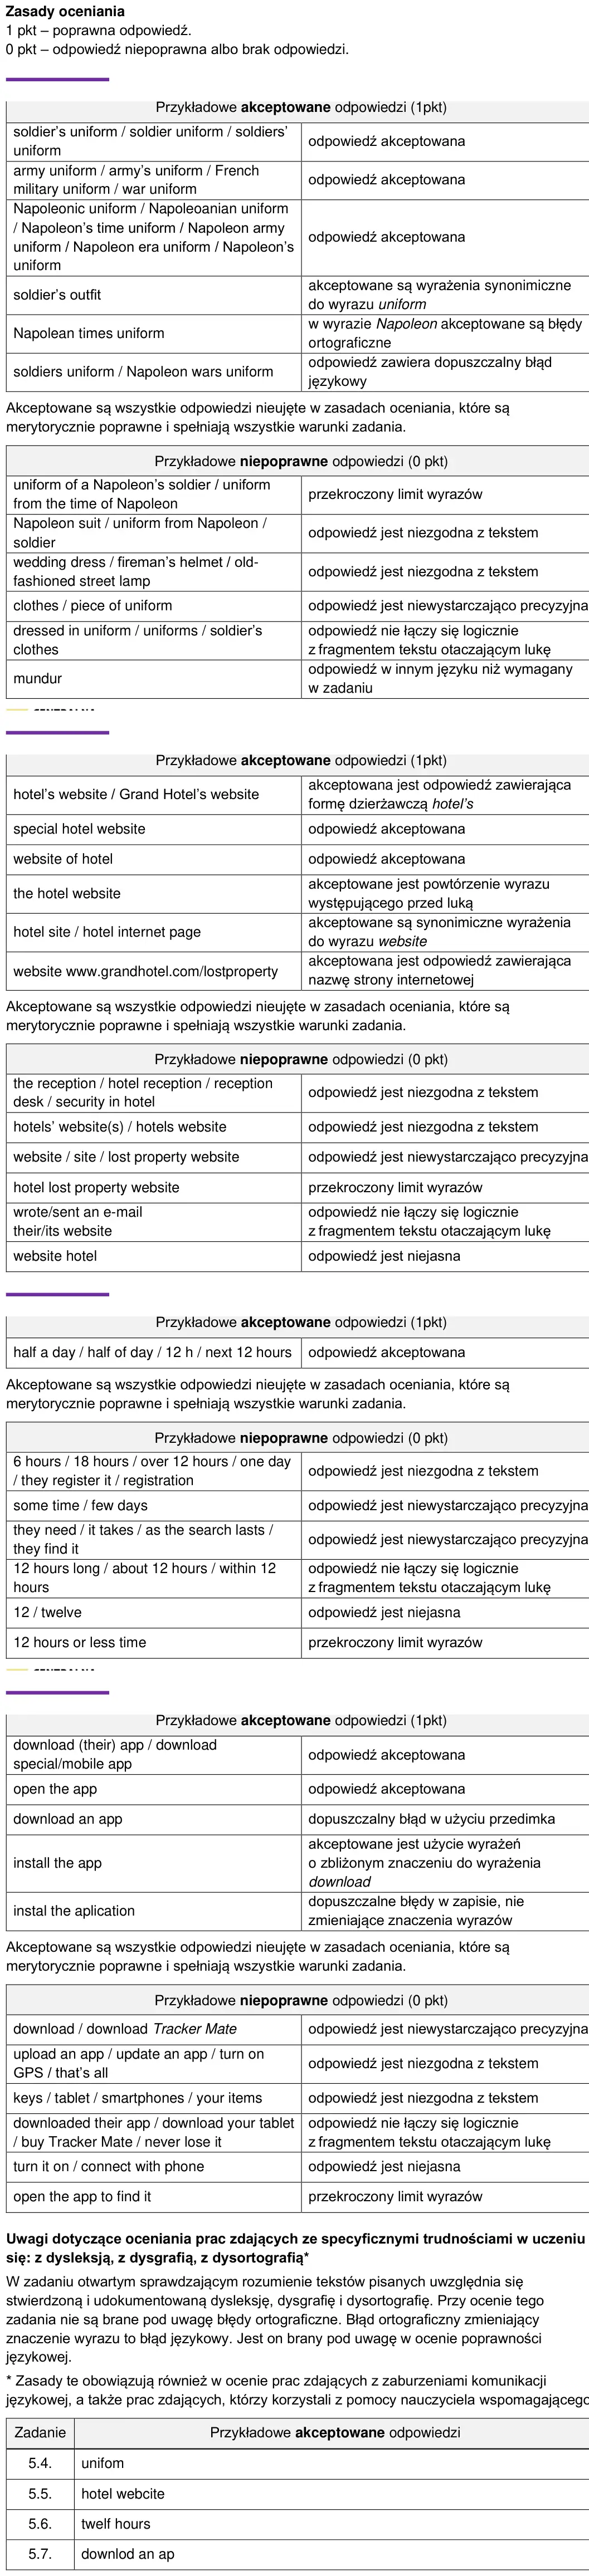 Zasady oceniania
1 pkt – poprawna odpowiedź.
0 pkt – odpowiedź niepoprawna albo brak odpowiedzi.
Przykładowe akceptowane odpowiedzi (1pkt)
soldier's uniform / soldier uniform / soldiers'
uniform
odpowiedź akceptowana
army uniform / army's uniform / French
military uniform / war uniform
odpowiedź akceptowana
Napoleonic uniform / Napoleoanian uniform
/ Napoleon's time uniform / Napoleon army
uniform / Napoleon era uniform / Napoleon's
uniform
odpowiedź akceptowana
soldier's outfit
akceptowane są wyrażenia synonimiczne
do wyrazu uniform
Napolean times uniform
w wyrazie Napoleon akceptowane są błędy
ortograficzne
soldiers uniform / Napoleon wars uniform
odpowiedź zawiera dopuszczalny błąd
językowy
Akceptowane są wszystkie odpowiedzi nieujęte w zasadach oceniania, które są
merytorycznie poprawne i spełniają wszystkie warunki zadania.
Przykładowe niepoprawne odpowiedzi (0 pkt)
uniform of a Napoleon's soldier / uniform
from the time of Napoleon
przekroczony limit wyrazów
Napoleon suit / uniform from Napoleon /
soldier
odpowiedź jest niezgodna z tekstem
wedding dress / fireman's helmet / old-
fashioned street lamp
odpowiedź jest niezgodna z tekstem
clothes / piece of uniform
odpowiedź jest niewystarczająco precyzyjna
dressed in uniform / uniforms / soldier's
clothes
odpowiedź nie łączy się logicznie
z fragmentem tekstu otaczającym lukę
mundur
odpowiedź w innym języku niż wymagany
w zadaniu
Przykładowe akceptowane odpowiedzi (1pkt)
hotel's website / Grand Hotel's website
akceptowana jest odpowiedź zawierająca
formę dzierżawczą hotel's
special hotel website
odpowiedź akceptowana
website of hotel
odpowiedź akceptowana
the hotel website
akceptowane jest powtórzenie wyrazu
występującego przed luką
hotel site / hotel internet page
akceptowane są synonimiczne wyrażenia
do wyrazu website
website www.grandhotel.com/lostproperty
akceptowana jest odpowiedź zawierająca
nazwę strony internetowej
Akceptowane są wszystkie odpowiedzi nieujęte w zasadach oceniania, które są
merytorycznie poprawne i spełniają wszystkie warunki zadania.
Przykładowe niepoprawne odpowiedzi (0 pkt)
the reception / hotel reception / reception
desk / security in hotel
odpowiedź jest niezgodna z tekstem
hotels' website(s) / hotels website
odpowiedź jest niezgodna z tekstem
website / site / lost property website
odpowiedź jest niewystarczająco precyzyjna
hotel lost property website
przekroczony limit wyrazów
wrote/sent an e-mail
their/its website
odpowiedź nie łączy się logicznie
z fragmentem tekstu otaczającym lukę
website hotel
odpowiedź jest niejasna
Przykładowe akceptowane odpowiedzi (1pkt)
half a day / half of day / 12 h / next 12 hours
odpowiedź akceptowana
Akceptowane są wszystkie odpowiedzi nieujęte w zasadach oceniania, które są
merytorycznie poprawne i spełniają wszystkie warunki zadania.
Przykładowe niepoprawne odpowiedzi (0 pkt)
6 hours / 18 hours / over 12 hours / one day
/ they register it / registration
odpowiedź jest niezgodna z tekstem
some time / few days
odpowiedź jest niewystarczająco precyzyjna
they need / it takes / as the search lasts /
they find it
odpowiedź jest niewystarczająco precyzyjna
12 hours long / about 12 hours / within 12
hours
odpowiedź nie łączy się logicznie
z fragmentem tekstu otaczającym lukę
12 / twelve
odpowiedź jest niejasna
12 hours or less time
przekroczony limit wyrazów
Przykładowe akceptowane odpowiedzi (1pkt)
download (their) app / download
special/mobile app
odpowiedź akceptowana
open the app
odpowiedź akceptowana
download an app
dopuszczalny błąd w użyciu przedimka
install the app
akceptowane jest użycie wyrażeń
o zbliżonym znaczeniu do wyrażenia
download
instal the aplication
dopuszczalne błędy w zapisie, nie
zmieniające znaczenia wyrazów
Akceptowane są wszystkie odpowiedzi nieujęte w zasadach oceniania, które są
merytorycznie poprawne i spełniają wszystkie warunki zadania.
Przykładowe niepoprawne odpowiedzi (0 pkt)
download / download Tracker Mate
odpowiedź jest niewystarczająco precyzyjna
upload an app / update an app / turn on
GPS / that's all
odpowiedź jest niezgodna z tekstem
keys / tablet / smartphones / your items
odpowiedź jest niezgodna z tekstem
downloaded their app / download your tablet
/ buy Tracker Mate / never lose it
odpowiedź nie łączy się logicznie
z fragmentem tekstu otaczającym lukę
turn it on / connect with phone
odpowiedź jest niejasna
open the app to find it
przekroczony limit wyrazów
Uwagi dotyczące oceniania prac zdających ze specyficznymi trudnościami w uczeniu
się: z dysleksją, z dysgrafią, z dysortografią*
W zadaniu otwartym sprawdzającym rozumienie tekstów pisanych uwzględnia się
stwierdzoną i udokumentowaną dysleksję, dysgrafię i dysortografię. Przy ocenie tego
zadania nie są brane pod uwagę błędy ortograficzne. Błąd ortograficzny zmieniający
znaczenie wyrazu to błąd językowy. Jest on brany pod uwagę w ocenie poprawności
językowej.
* Zasady te obowiązują również w ocenie prac zdających z zaburzeniami komunikacji
językowej, a także prac zdających, którzy korzystali z pomocy nauczyciela wspomagającego
Zadanie
Przykładowe akceptowane odpowiedzi
5.4.
unifom
5.5.
hotel webcite
5.6.
twelf hours
5.7.
downlod an ap